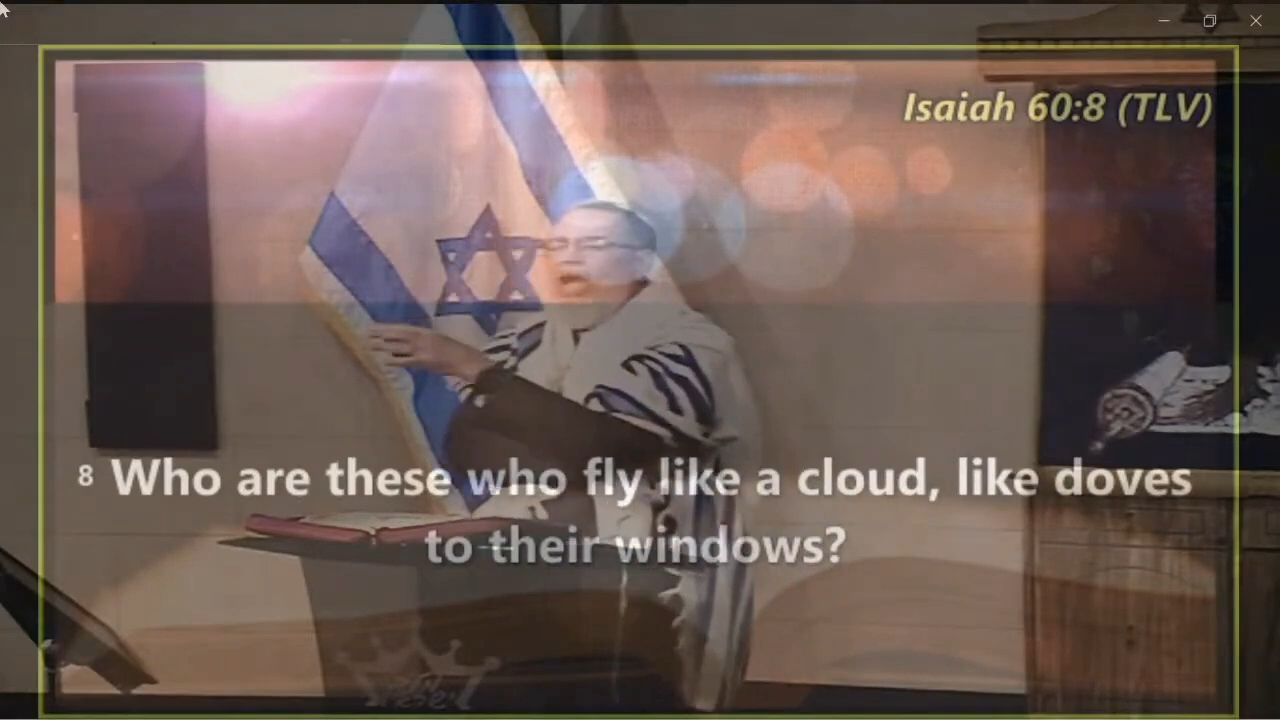 Isaiah 60:8 (TLV)
8 Who are these who fly like a cloud, like doves
to their windows?